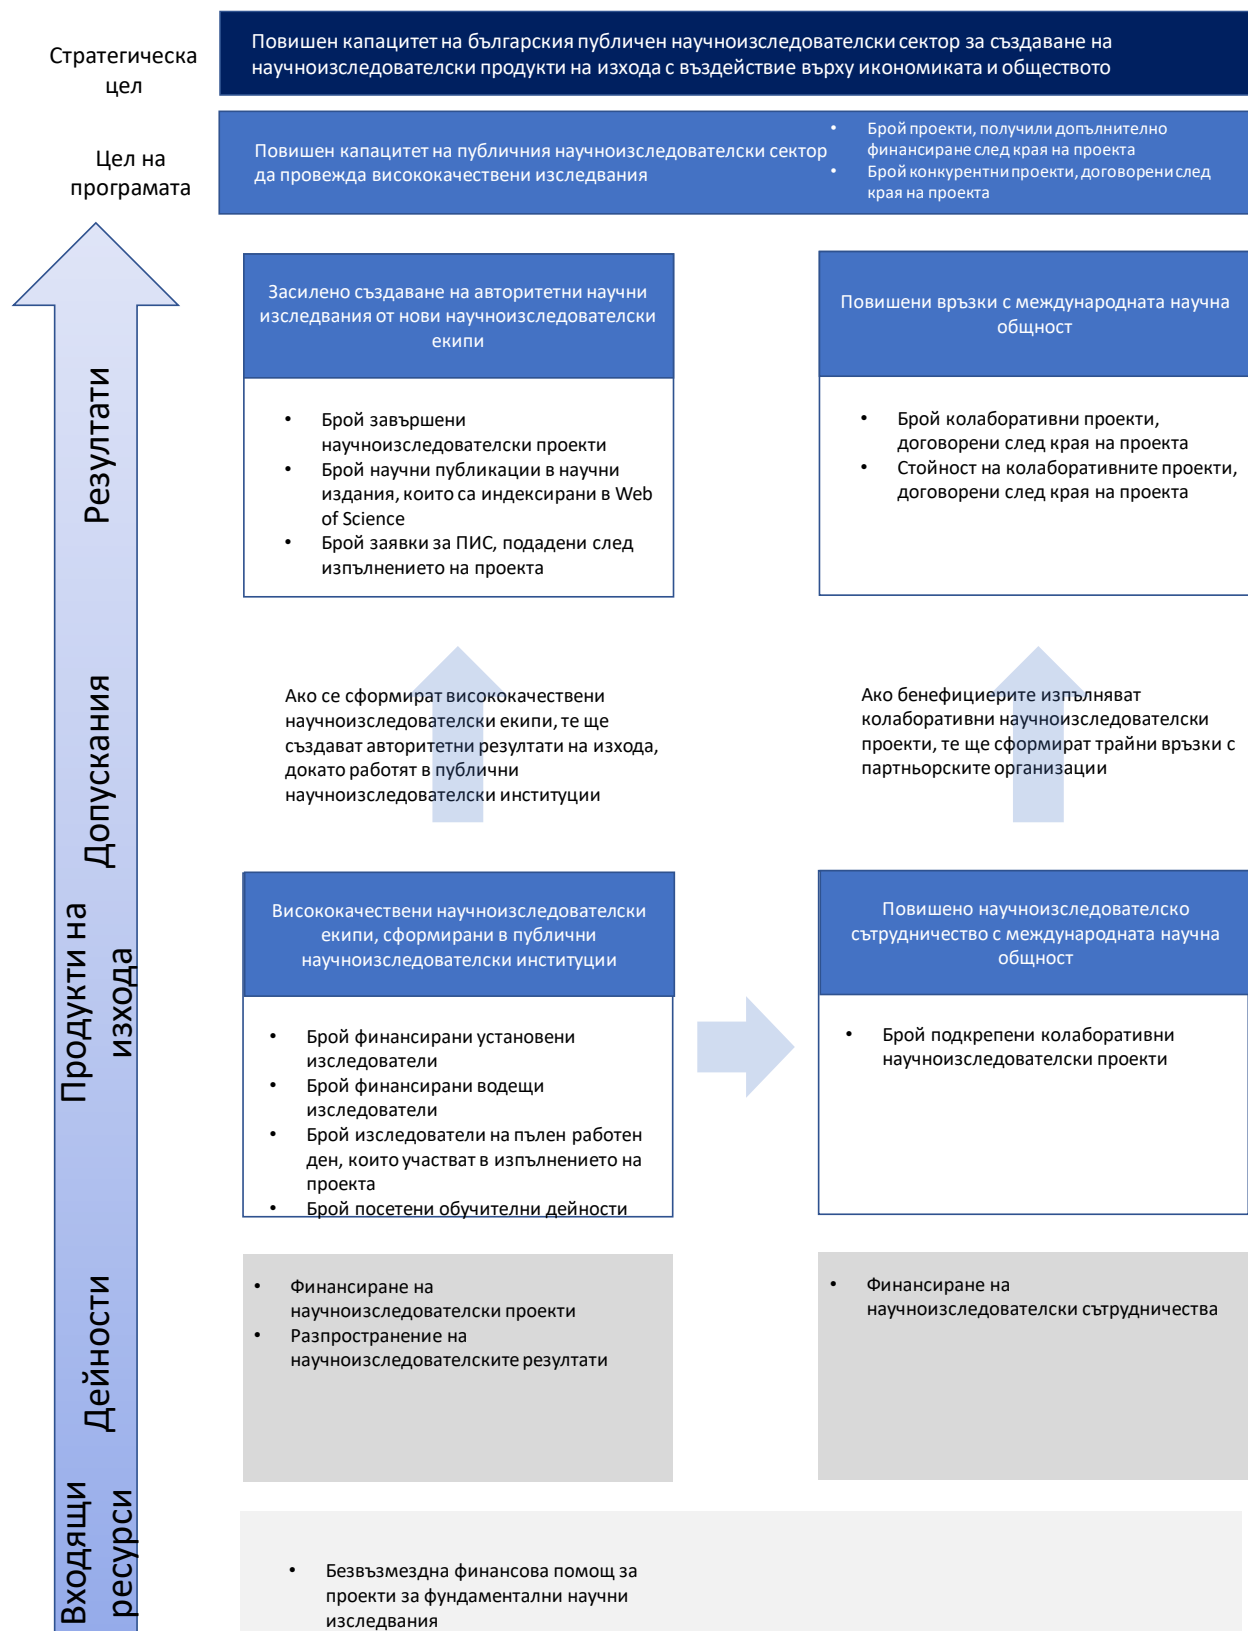 Стратегическа
цел
Повишен капацитет на българския публичен научноизследователски сектор за създаване на
научноизследователски продукти на изхода с въздействие върху икономиката и обществото
Цел на
програмата
Повишен капацитет на публичния научноизследователски сектор
да провежда висококачествени изследвания
• Брой проекти, получили допълнително
финансиране след края на проекта
• Брой конкурентни проекти, договорени след
края на проекта
Резултати
Засилено създаване на авторитетни научни
изследвания от нови научноизследователски
екипи
• Брой завършени
научноизследователски проекти
• Брой научни публикации в научни
издания, които са индексирани в Web
of Science
• Брой заявки за ПИС, подадени след
изпълнението на проекта
Повишени връзки с международната научна
общност
• Брой колаборативни проекти,
договорени след края на проекта
• Стойност на колаборативните проекти,
договорени след края на проекта
Допускания
Ако се сформират висококачествени
научноизследователски екипи, те ще
създават авторитетни резултати на изхода,
докато работят в публични
научноизследователски институции
Ако бенефициерите изпълняват
колаборативни научноизследователски
проекти, те ще сформират трайни връзки с
партньорските организации
Продукти на
изхода
Висококачествени научноизследователски
екипи, сформирани в публични
научноизследователски институции
• Брой финансирани установени
изследователи
• Брой финансирани водещи
изследователи
• Брой изследователи на пълен работен
ден, които участват в изпълнението на
проекта
• Брой посетени обучителни дейности
Повишено научноизследователско
сътрудничество с международната научна
общност
• Брой подкрепени колаборативни
научноизследователски проекти
Дейности
• Финансиране на
научноизследователски проекти
• Разпространение на
научноизследователските резултати
• Финансиране на
научноизследователски сътрудничества
Входящи
ресурси
• Безвъзмездна финансова помощ за
проекти за фундаментални научни
изследвания